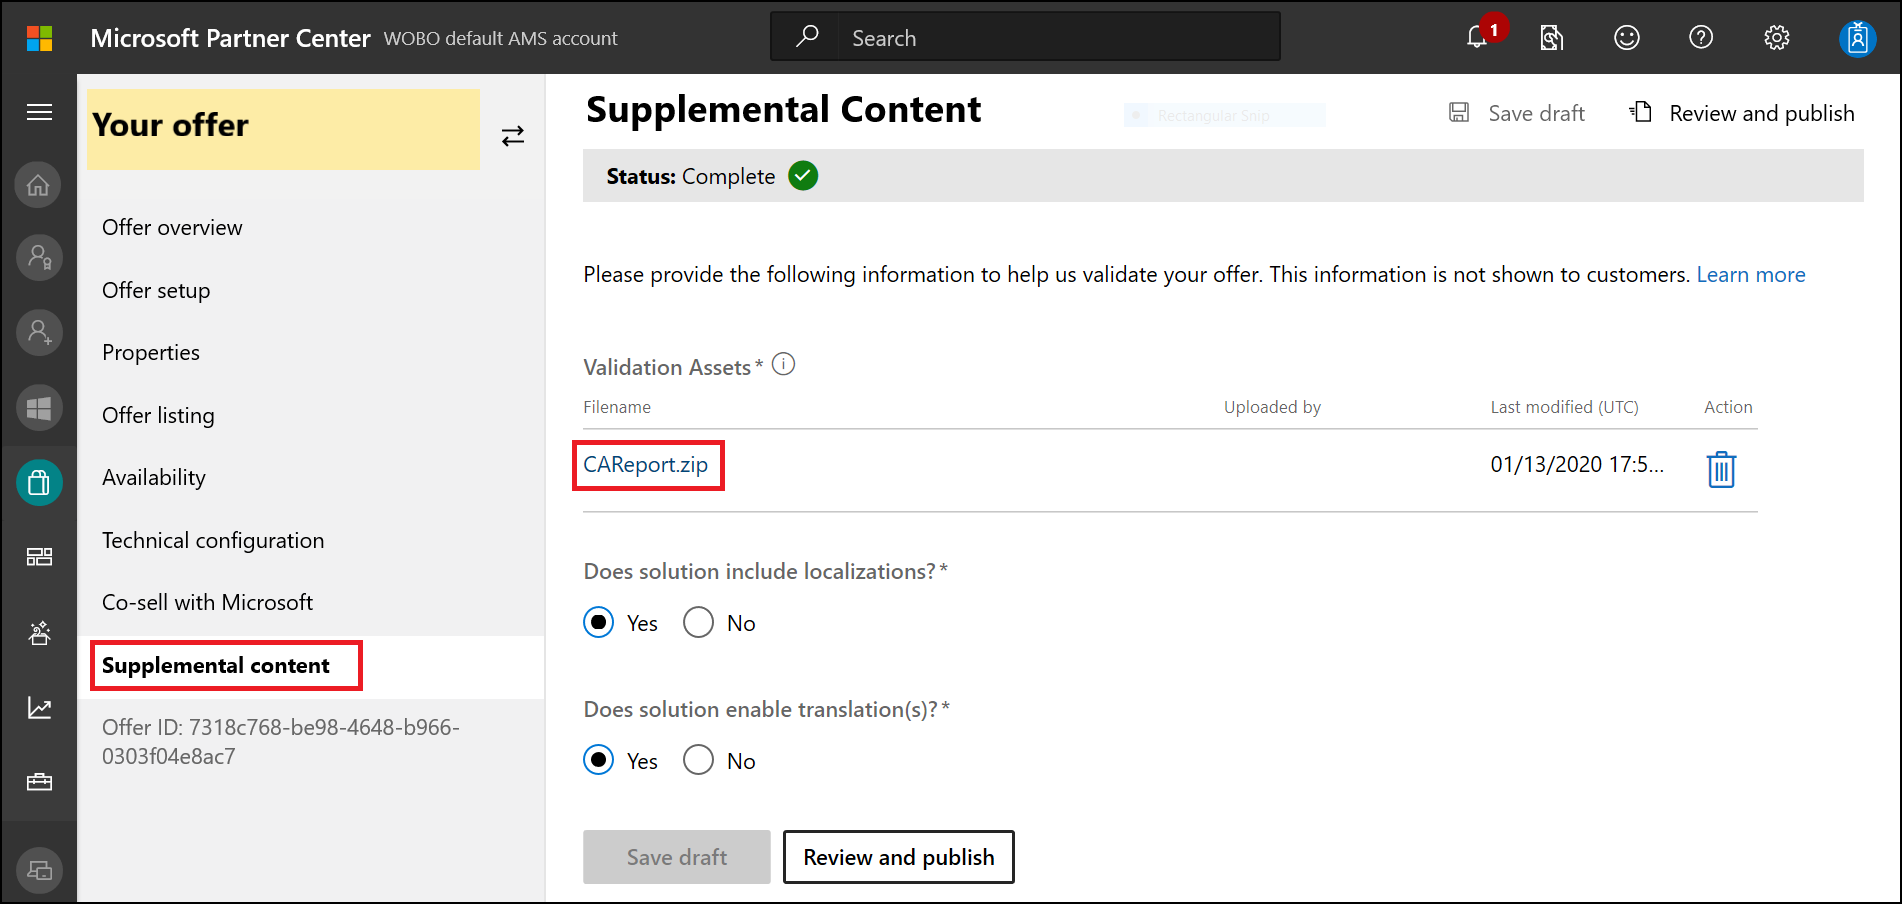 Microsoft Partner Center WOBO default AMS account
Search
1
Your offer
Offer overview
Offer setup
Properties
Offer listing
Availability
Technical configuration
Co-sell with Microsoft
Supplemental content
Offer ID: 7318c768-be98-4648-b966-
0303f04e8ac7
Supplemental Content
Rectangular Snip
Save draft
Review and publish
Status: Complete
Please provide the following information to help us validate your offer. This information is not shown to customers. Learn more
Validation Assets*
Filename Uploaded by Last modified (UTC) Action
CAReport.zip 01/13/2020 17:5...
Does solution include localizations?*
Yes No
Does solution enable translation(s)?*
Yes No
Save draft Review and publish